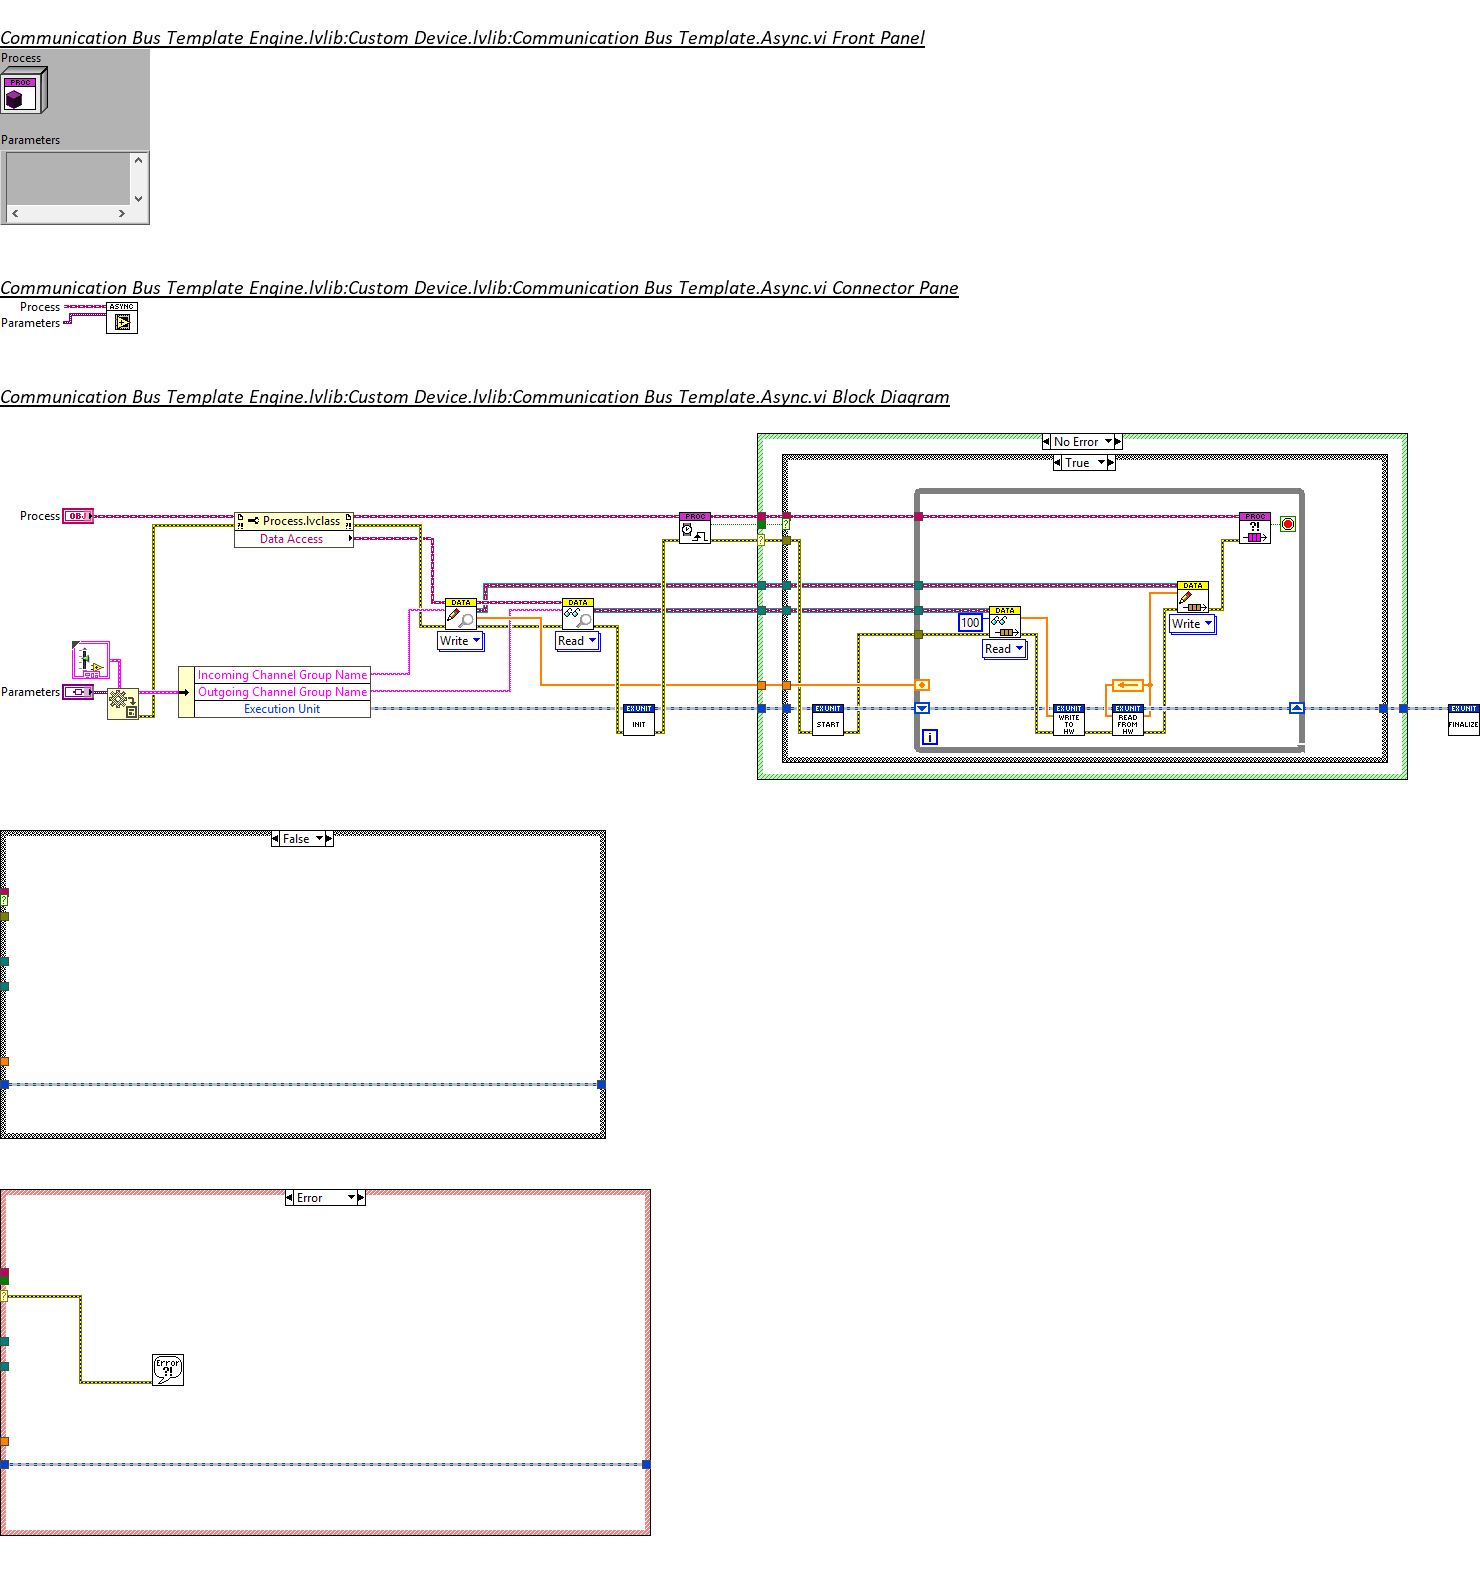 Communication Bus Template Engine.lvlib:Custom Device.lvlib:Communication Bus Template.Async.vi Front Panel
Process
PROC
Parameters
Communication Bus Template Engine.lvlib:Custom Device.lvlib:Communication Bus Template.Async.vi Connector Pane
Process
ASYNC
Parameters
Communication Bus Template Engine.lvlib:Custom Device.lvlib:Communication Bus Template.Async.vi Block Diagram
No Error
True
Process
OBJ
Process.lvclass
Data Access
PROC
PROC
?!
DATA
Write
DATA
Read
DATA
Write
100
DATA
Read
Parameters
Incoming Channel Group Name
Outgoing Channel Group Name
Execution Unit
EXUNIT
INIT
EXUNIT
START
EXUNIT
WRITE
TO
HW
EXUNIT
READ
FROM
HW
EXUNIT
FINALIZE
i
False
?
Error
?
Error
?!